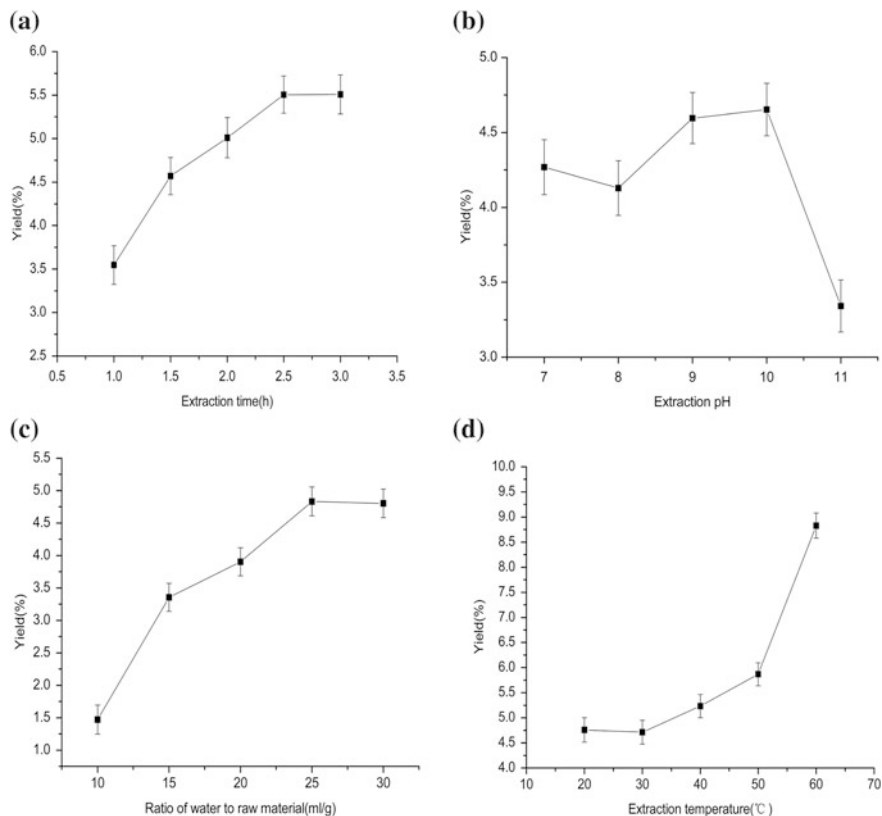 (a)
6.0
5.5
5.0
4.5
4.0
3.5
3.0
2.5
Yield(%)
0.5 1.0 1.5 2.0 2.5 3.0 3.5
Extraction time(h)
(b)
5.0
4.5
4.0
3.5
3.0
Yield(%)
7 8 9 10 11
Extraction pH
(c)
5.5
5.0
4.5
4.0
3.5
3.0
2.5
2.0
1.5
1.0
Yield(%)
10 15 20 25 30
Ratio of water to raw material(ml/g)
(d)
10.0
9.5
9.0
8.5
8.0
7.5
7.0
6.5
6.0
5.5
5.0
4.5
4.0
Yield(%)
10 20 30 40 50 60 70
Extraction temperature(℃)